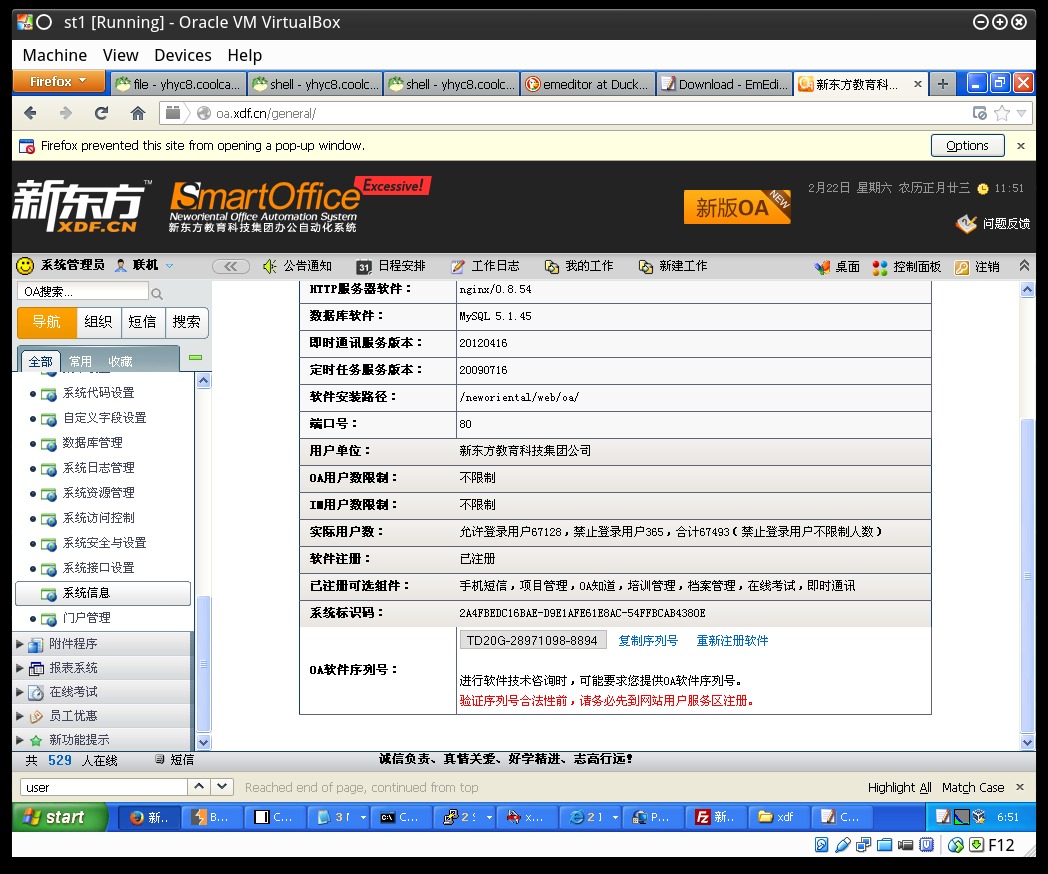 st1 [Running] - Oracle VM VirtualBox
Machine View Devices Help
Firefox file - yhyc8.coolca... shell - yhyc8.coolc... shell - yhyc8.coolc... emeditor at Duck... Download - EmEdi... 新东方教育科...
oa.xdf.cn/general/
Firefox prevented this site from opening a pop-up window. Options
新东方™ XDF.CN SmartOffice Excessive!
Neworiental Office Automation System
新东方教育科技集团办公自动化系统
新版OA NEW
2月22日 星期六 农历正月廿三 11:51
问题反馈
系统管理员 联机 公告通知 日程安排 工作日志 我的工作 新建工作 桌面 控制面板 注销
OA搜索...
导航 组织 短信 搜索
全部 常用 收藏
系统代码设置
自定义字段设置
数据库管理
系统日志管理
系统资源管理
系统访问控制
系统安全与设置
系统接口设置
系统信息
门户管理
附件程序
报表系统
在线考试
员工优惠
新功能提示
HTTP服务器软件： nginx/0.8.54
数据库软件： MySQL 5.1.45
即时通讯服务版本： 20120416
定时任务服务版本： 20090716
软件安装路径： /neworiental/web/oa/
端口号： 80
用户单位： 新东方教育科技集团公司
OA用户数限制： 不限制
IM用户数限制： 不限制
实际用户数： 允许登录用户67128，禁止登录用户365，合计67493（禁止登录用户不限制人数）
软件注册： 已注册
已注册可选组件： 手机短信，项目管理，OA知道，培训管理，档案管理，在线考试，即时通讯
系统标识码： 2A4FBEDC16BAE-D9E1AFE61E8AC-54FFBCAB4380E
OA软件序列号： TD20G-28971098-8894 复制序列号 重新注册软件
进行软件技术咨询时，可能要求您提供OA软件序列号。
验证序列号合法性前，请务必先到网站用户服务区注册。
共 529 人在线 短信 诚信负责、真情关爱、好学精进、志高行远！
user Reached end of page, continued from top Highlight All Match Case
start 新.. B... C... 3 C... 2 x... 2 P... 新.. xdf C... 6:51
F12